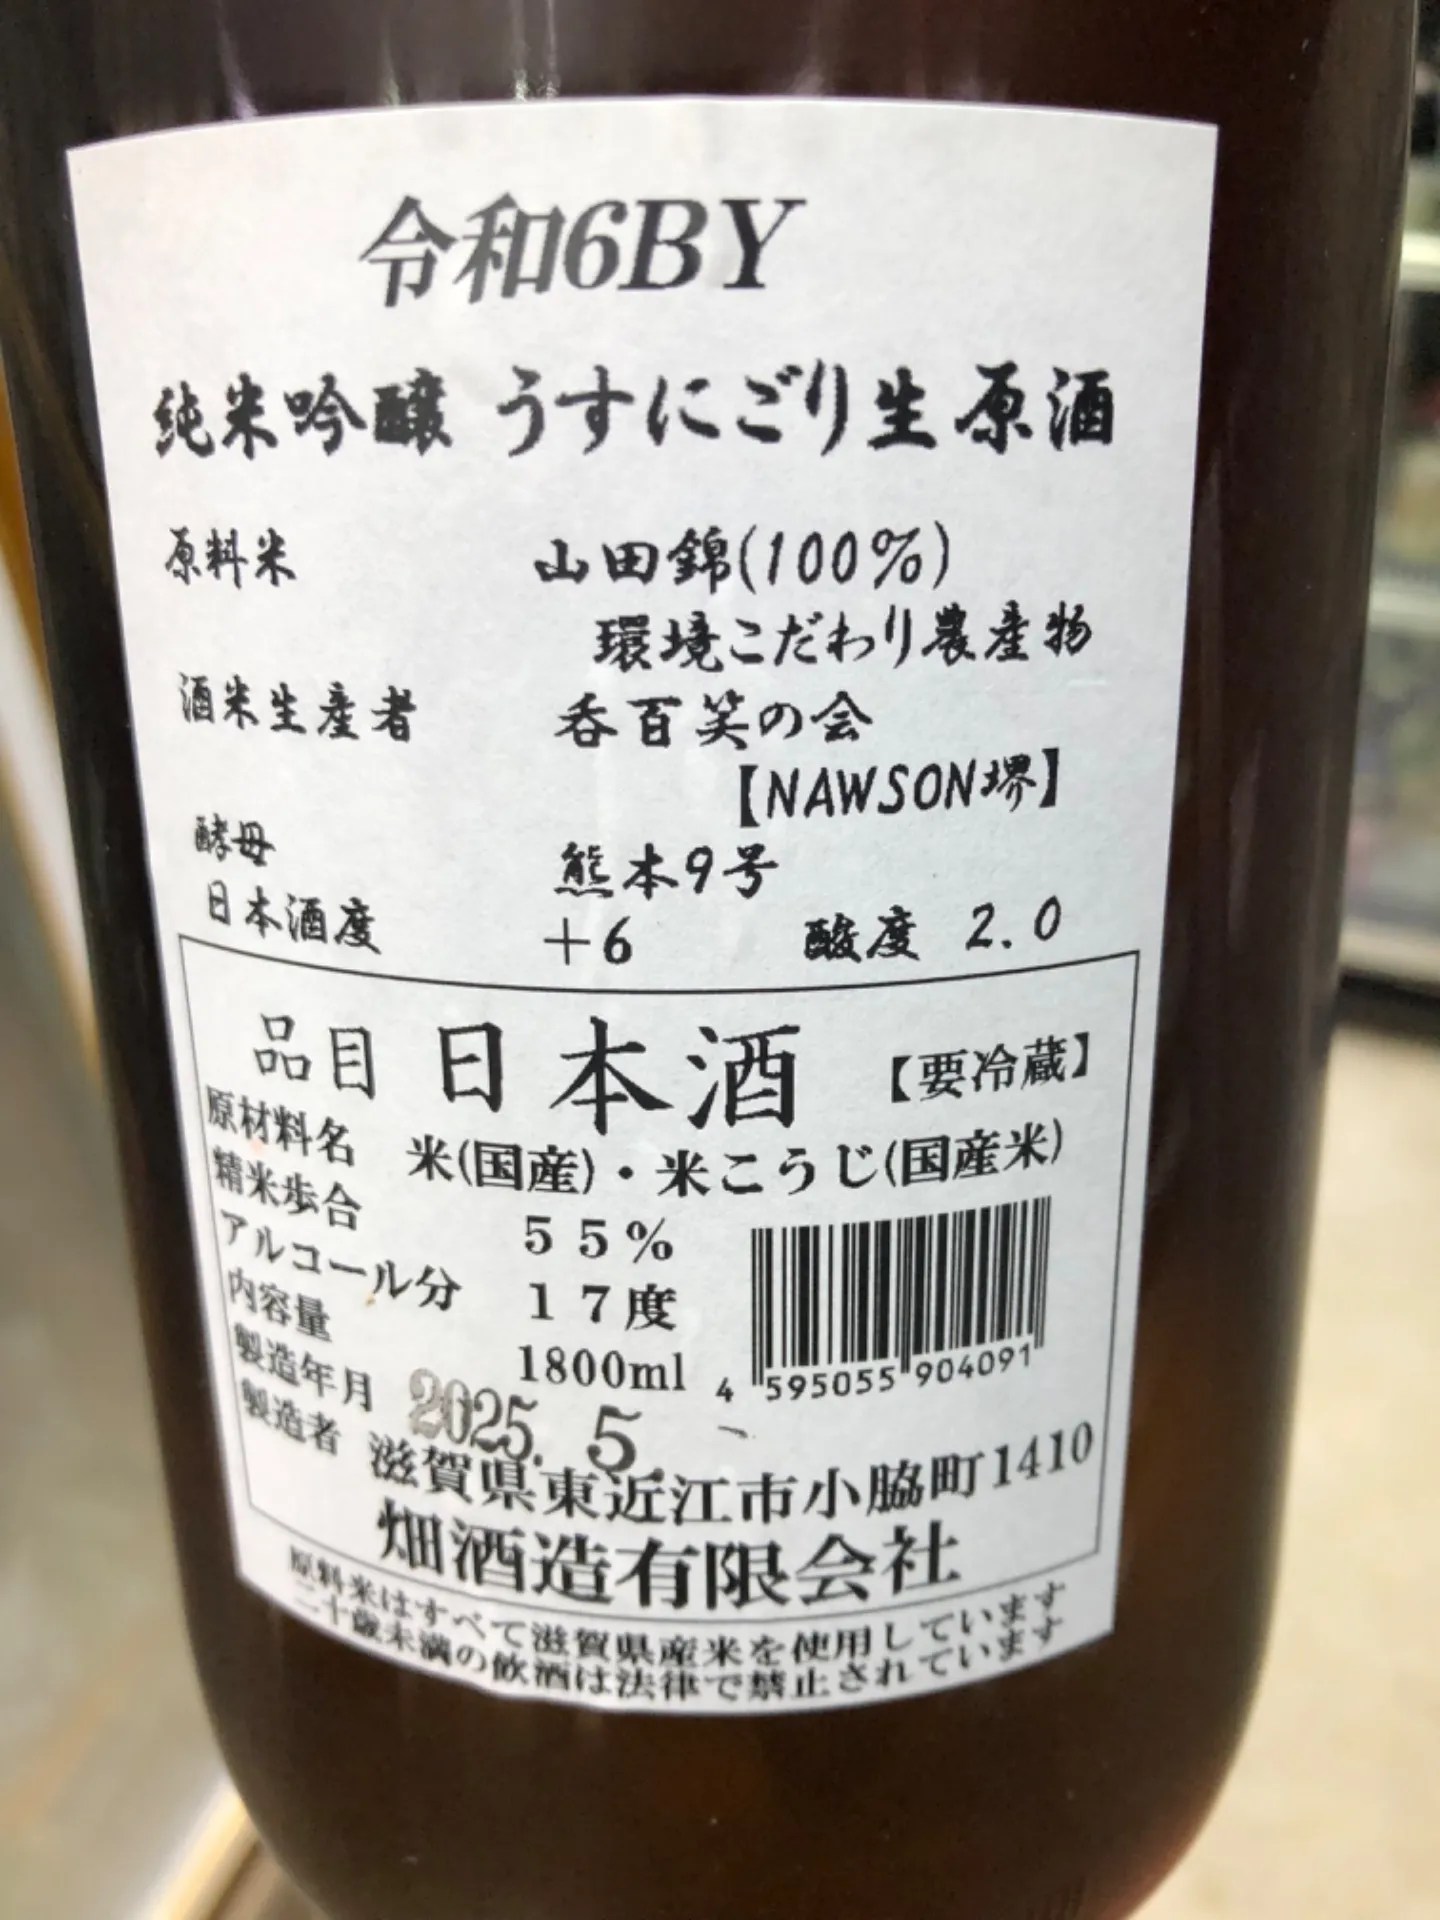 令和6BY
純米吟醸 うすにごり生原酒
原料米 山田錦(100%)
環境こだわり農産物
酒米生産者 呑百笑の会
【NAWSON堺】
酵母 熊本9号
日本酒度 +6 酸度 2.0
品目 日本酒 【要冷蔵】
原材料名 米(国産)・米こうじ(国産米)
精米歩合 55%
アルコール分 17度
内容量 1800ml
4 595055 904091
製造年月 2025. 5.
製造者 滋賀県東近江市小脇町1410
畑酒造有限会社
原料米はすべて滋賀県産米を使用しています
二十歳未満の飲酒は法律で禁止されています